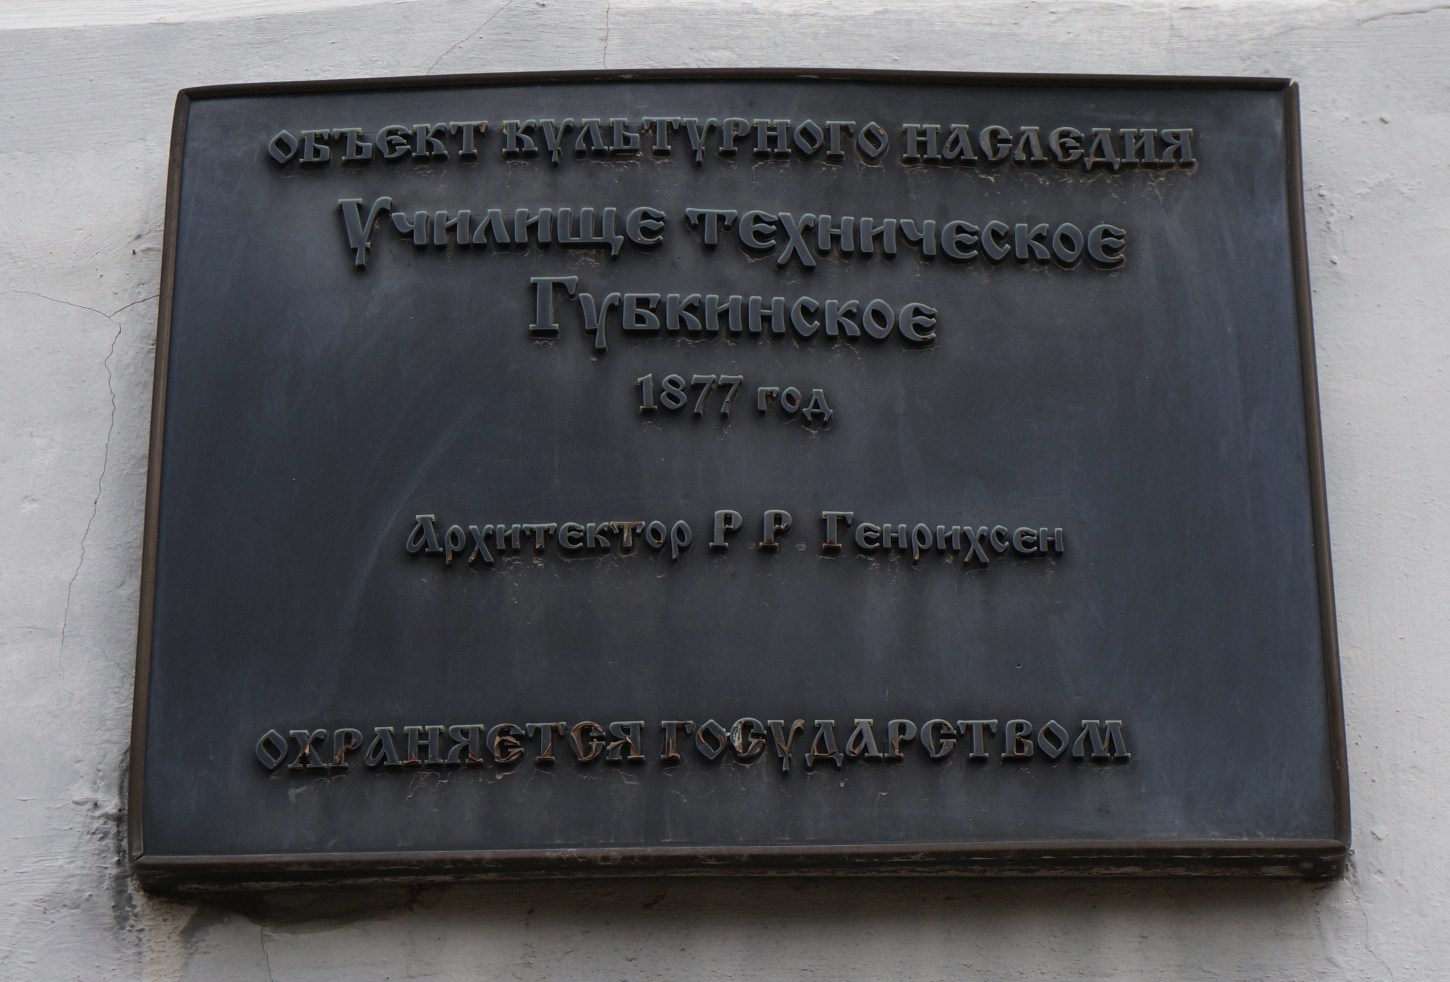 ОБЪЕКТ КУЛЬТУРНОГО НАСЛЕДИЯ
Училище техническое
Губкинское
1877 год
Архитектор Р. Р. Генрихсен
ОХРАНЯЕТСЯ ГОСУДАРСТВОМ